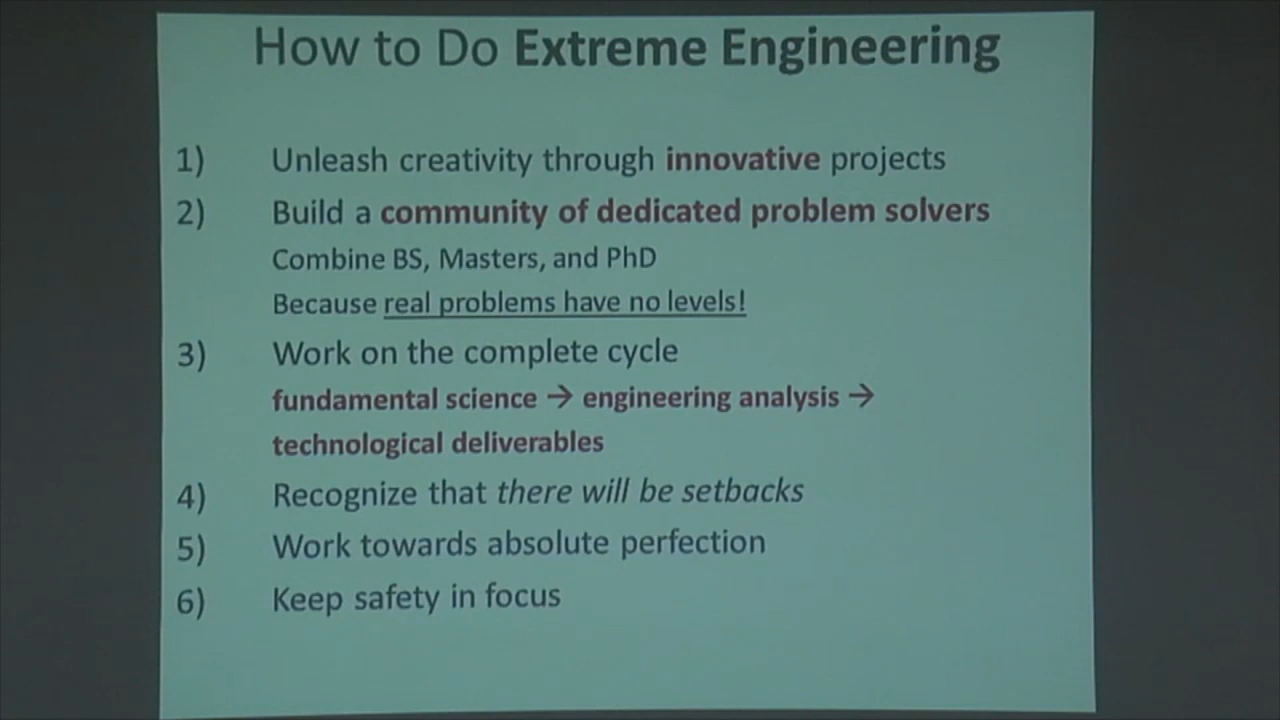 How to Do Extreme Engineering
1) Unleash creativity through innovative projects
2) Build a community of dedicated problem solvers
Combine BS, Masters, and PhD
Because real problems have no levels!
3) Work on the complete cycle
fundamental science → engineering analysis →
technological deliverables
4) Recognize that there will be setbacks
5) Work towards absolute perfection
6) Keep safety in focus